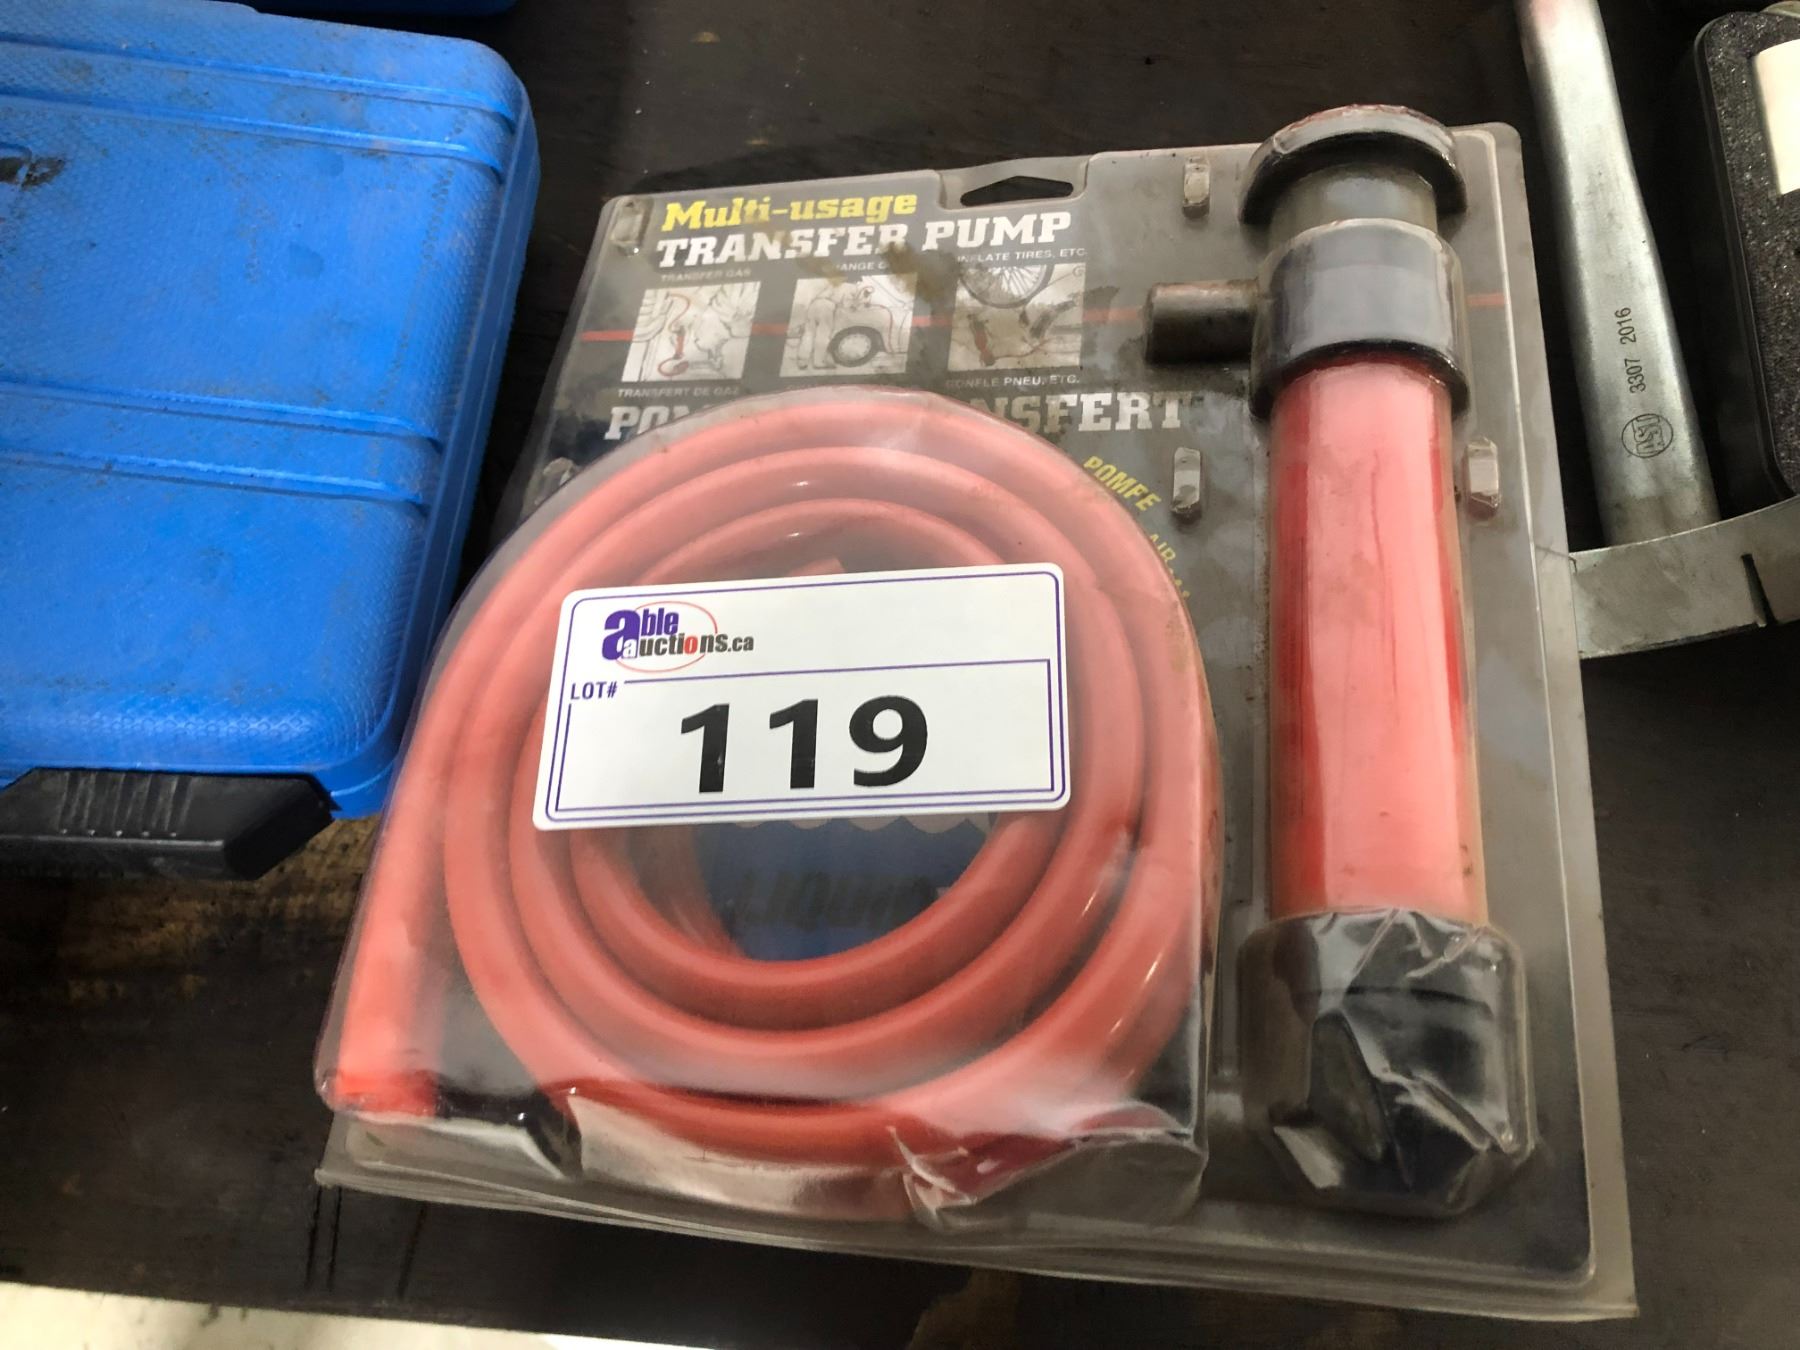 Multi-usage
TRANSFER PUMP
TRANSFER GAS
INFLATE TIRES, ETC.
TRANSFERT DE GAZ
GONFLE PNEU, ETC.
POMPE
able
auctions.ca
LOT#
119
3307 2016
AST